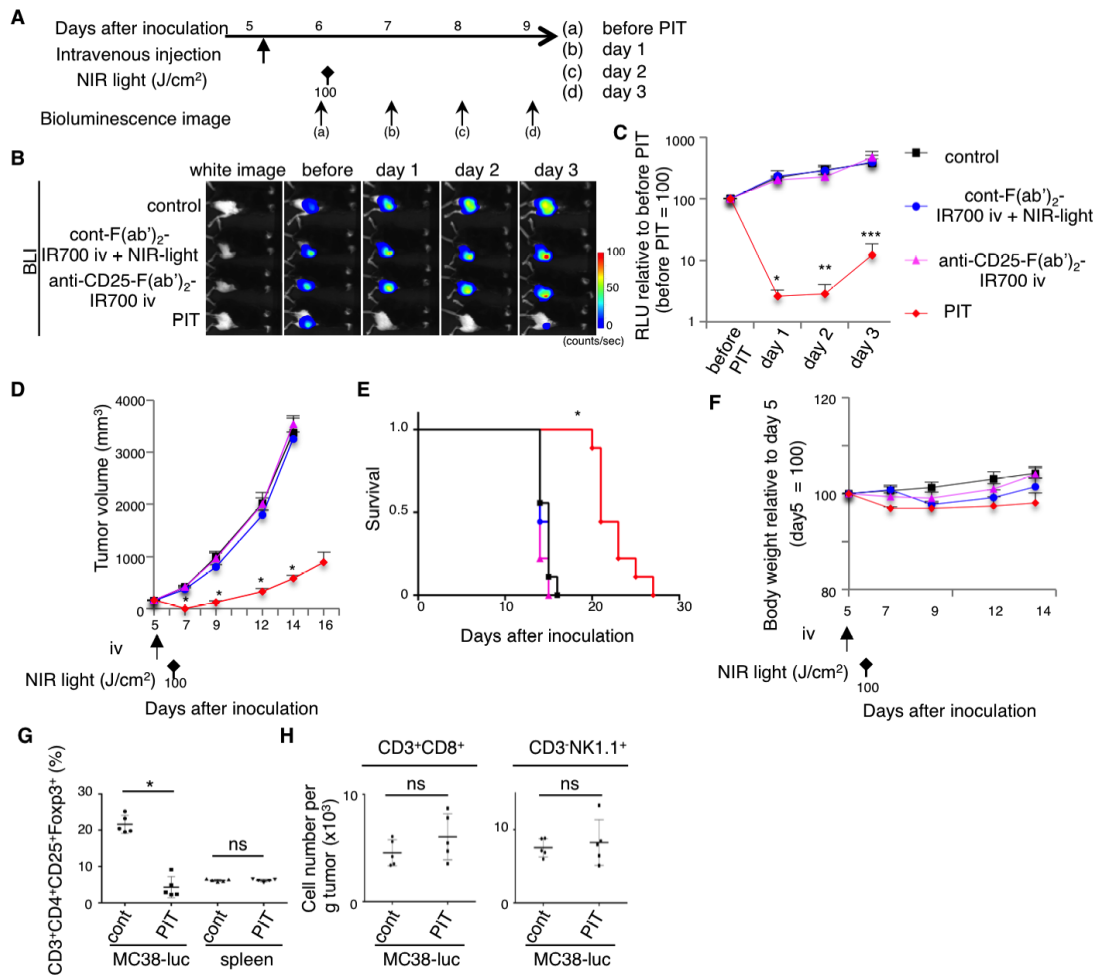 A
Days after inoculation 5 6 7 8 9
Intravenous injection
NIR light (J/cm²)
100
Bioluminescence image
(a) (b) (c) (d)
(a) before PIT
(b) day 1
(c) day 2
(d) day 3
B
white image before day 1 day 2 day 3
BLI
control
cont-F(ab’)₂-
IR700 iv + NIR-light
anti-CD25-F(ab’)₂-
IR700 iv
PIT
100
50
0
(counts/sec)
C
RLU relative to before PIT
(before PIT = 100)
1000
100
10
1
* ** ***
before
PIT
day 1
day 2
day 3
control
cont-F(ab’)₂-
IR700 iv + NIR-light
anti-CD25-F(ab’)₂-
IR700 iv
PIT
D
Tumor volume (mm³)
4000
3000
2000
1000
0
* * * *
5 7 9 12 14 16
iv
NIR light (J/cm²)
100
Days after inoculation
E
Survival
1.0
0.5
0
*
0 10 20 30
Days after inoculation
F
Body weight relative to day 5
(day5 = 100)
120
100
80
5 7 9 12 14
iv
NIR light (J/cm²)
100
Days after inoculation
G
CD3⁺CD4⁺CD25⁺Foxp3⁺ (%)
30
20
10
0
*
ns
cont PIT cont PIT
MC38-luc spleen
H
Cell number per
g tumor (x10³)
CD3⁺CD8⁺
ns
10
0
cont PIT
MC38-luc
CD3⁻NK1.1⁺
ns
10
0
cont PIT
MC38-luc